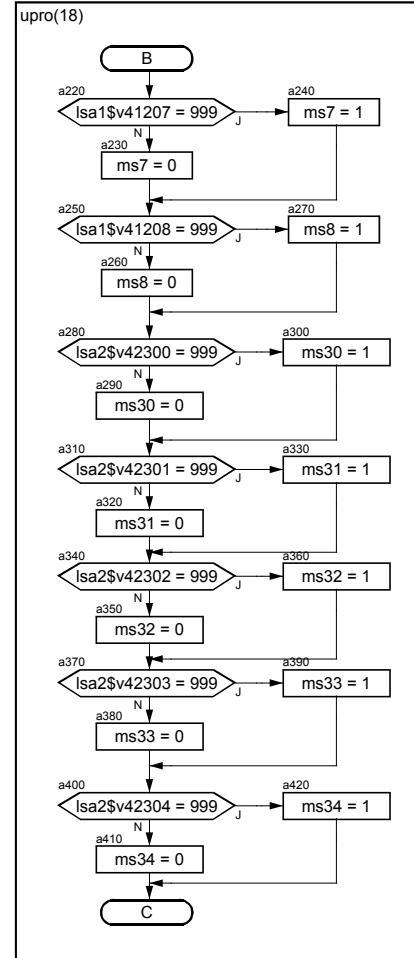 upro(18)
B
a220
lsa1$v41207 = 999
J
N
a240
ms7 = 1
a230
ms7 = 0
a250
lsa1$v41208 = 999
J
N
a270
ms8 = 1
a260
ms8 = 0
a280
lsa2$v42300 = 999
J
N
a300
ms30 = 1
a290
ms30 = 0
a310
lsa2$v42301 = 999
J
N
a330
ms31 = 1
a320
ms31 = 0
a340
lsa2$v42302 = 999
J
N
a360
ms32 = 1
a350
ms32 = 0
a370
lsa2$v42303 = 999
J
N
a390
ms33 = 1
a380
ms33 = 0
a400
lsa2$v42304 = 999
J
N
a420
ms34 = 1
a410
ms34 = 0
C